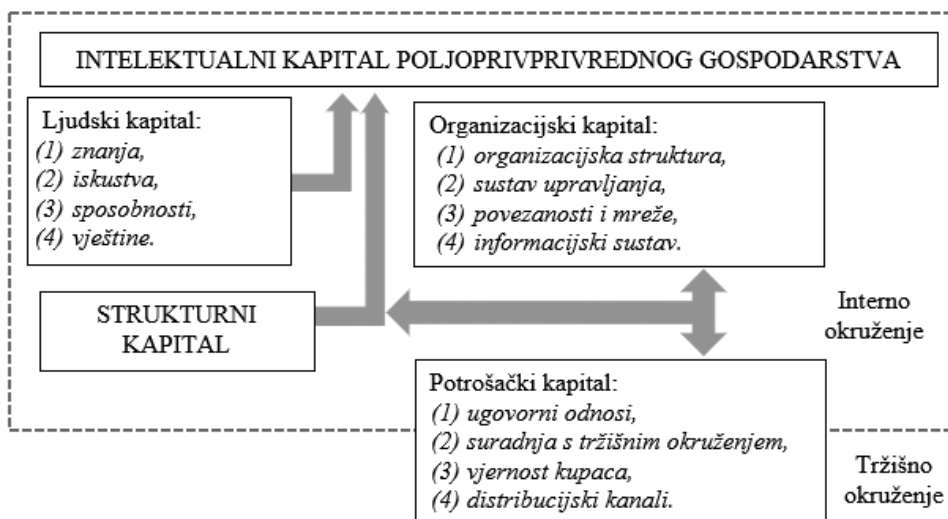 INTELEKTUALNI KAPITAL POLJOPRIVPRIVREDNOG GOSPODARSTVA
Ljudski kapital:
(1) znanja,
(2) iskustva,
(3) sposobnosti,
(4) vještine.
Organizacijski kapital:
(1) organizacijska struktura,
(2) sustav upravljanja,
(3) povezanosti i mreže,
(4) informacijski sustav.
STRUKTURNI
KAPITAL
Interno
okruženje
Potrošački kapital:
(1) ugovorni odnosi,
(2) suradnja s tržišnim okruženjem,
(3) vjernost kupaca,
(4) distribucijski kanali.
Tržišno
okruženje